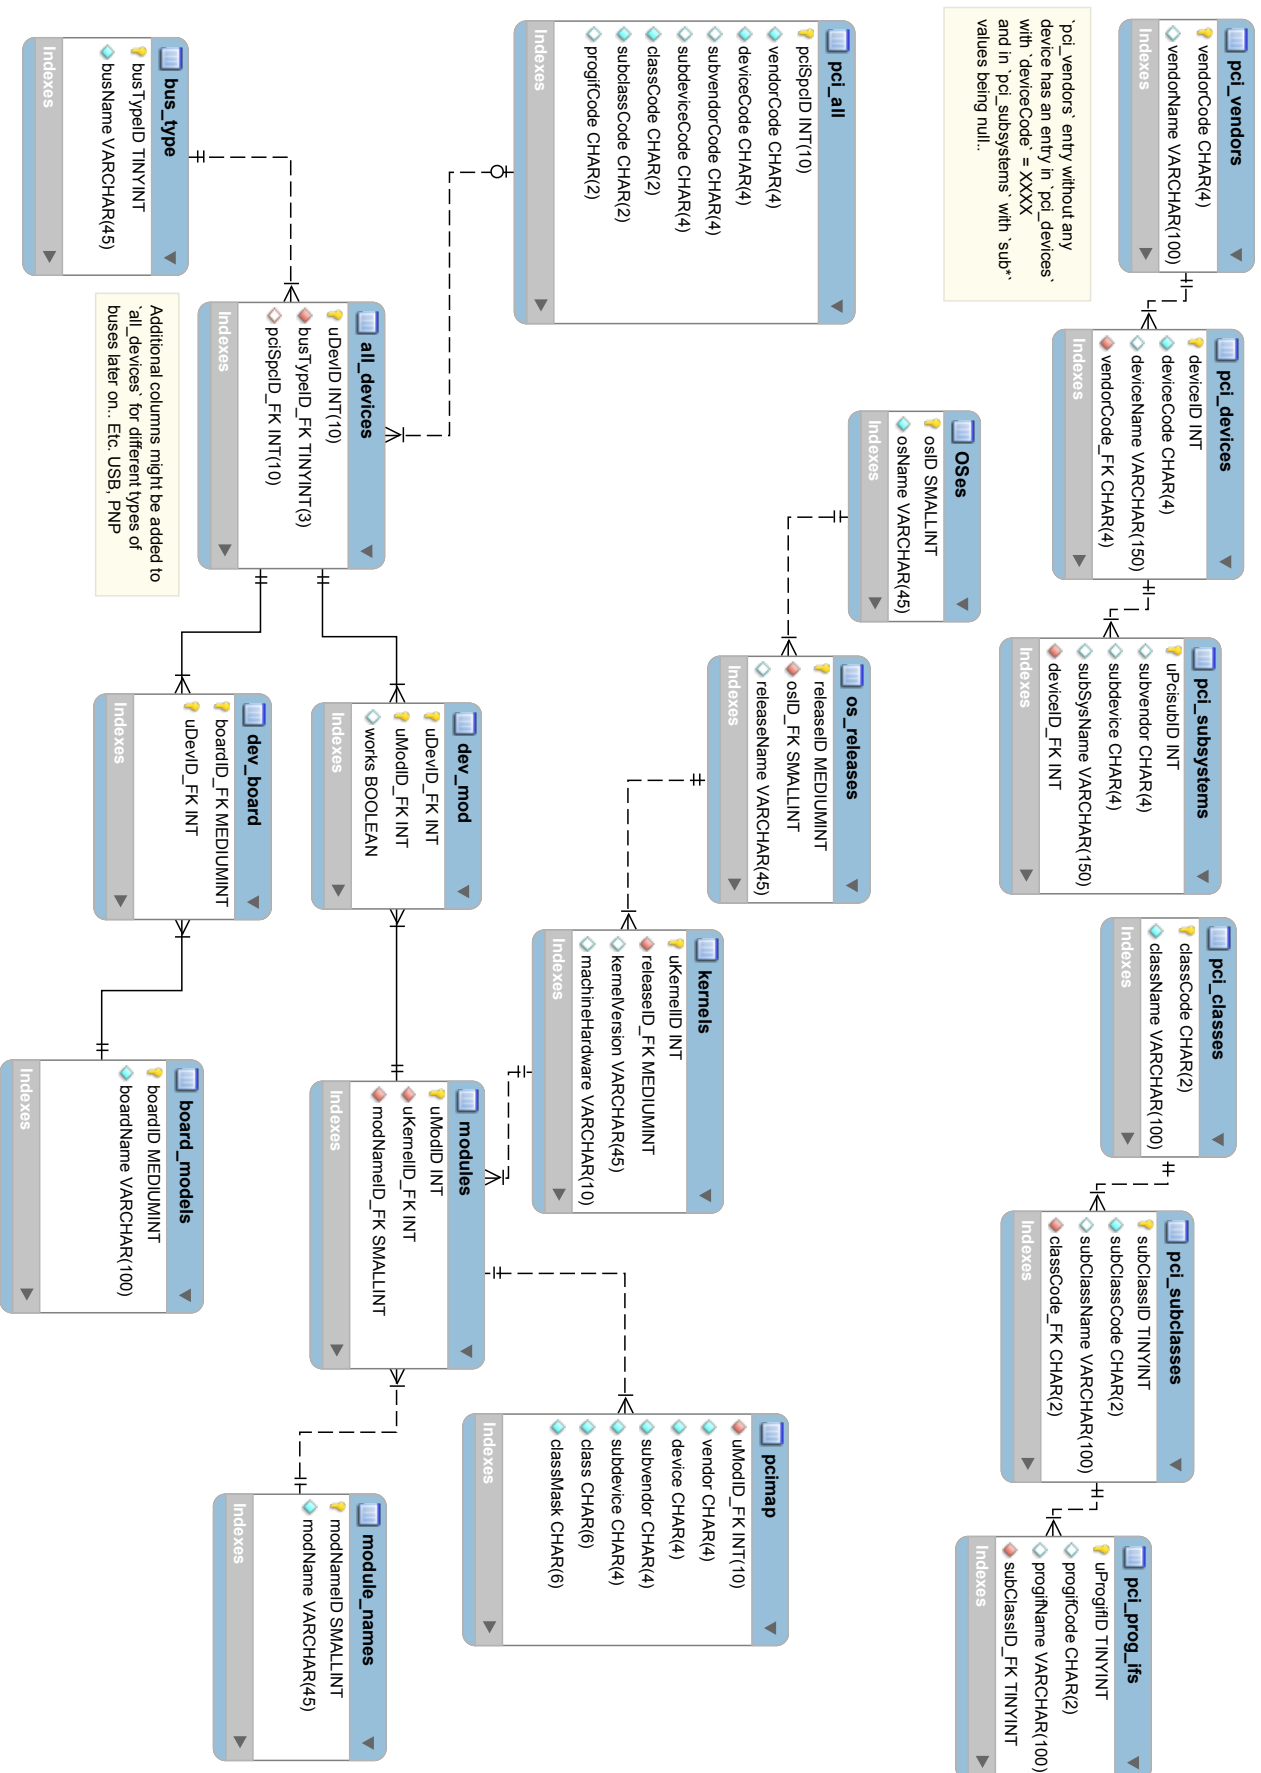 pci_vendors
vendorCode CHAR(4)
vendorName VARCHAR(100)
Indexes
`pci_vendors` entry without any
device has an entry in `pci_devices`
with `deviceCode` = XXXX
and in `pci_subsystems` with `sub*`
values being null..
pci_devices
deviceID INT
deviceCode CHAR(4)
deviceName VARCHAR(150)
vendorCode_FK CHAR(4)
Indexes
pci_subsystems
uPcisubID INT
subvendor CHAR(4)
subdevice CHAR(4)
subSysName VARCHAR(150)
deviceID_FK INT
Indexes
pci_classes
classCode CHAR(2)
className VARCHAR(100)
Indexes
pci_subclasses
subClassID TINYINT
subClassCode CHAR(2)
subClassName VARCHAR(100)
classCode_FK CHAR(2)
Indexes
pci_prog_ifs
uProgifID TINYINT
progifCode CHAR(2)
progifName VARCHAR(100)
subClassID_FK TINYINT
Indexes
pci_all
pciSpcID INT(10)
vendorCode CHAR(4)
deviceCode CHAR(4)
subvendorCode CHAR(4)
subdeviceCode CHAR(4)
classCode CHAR(2)
subclassCode CHAR(2)
progifCode CHAR(2)
Indexes
OSes
osID SMALLINT
osName VARCHAR(45)
Indexes
os_releases
releaseID MEDIUMINT
osID_FK SMALLINT
releaseName VARCHAR(45)
Indexes
kernels
uKernelID INT
releaseID_FK MEDIUMINT
kernelVersion VARCHAR(45)
machineHardware VARCHAR(10)
Indexes
pcimap
uModID_FK INT(10)
vendor CHAR(4)
device CHAR(4)
subvendor CHAR(4)
subdevice CHAR(4)
class CHAR(6)
classMask CHAR(6)
Indexes
bus_type
busTypeID TINYINT
busName VARCHAR(45)
Indexes
all_devices
uDevID INT(10)
busTypeID_FK TINYINT(3)
pciSpcID_FK INT(10)
Indexes
Additional columns might be added to
`all_devices` for different types of
buses later on.. Etc. USB, PNP
dev_mod
uDevID_FK INT
uModID_FK INT
works BOOLEAN
Indexes
modules
uModID INT
uKernelID_FK INT
modNameID_FK SMALLINT
Indexes
module_names
modNameID SMALLINT
modName VARCHAR(45)
Indexes
dev_board
boardID_FK MEDIUMINT
uDevID_FK INT
Indexes
board_models
boardID MEDIUMINT
boardName VARCHAR(100)
Indexes